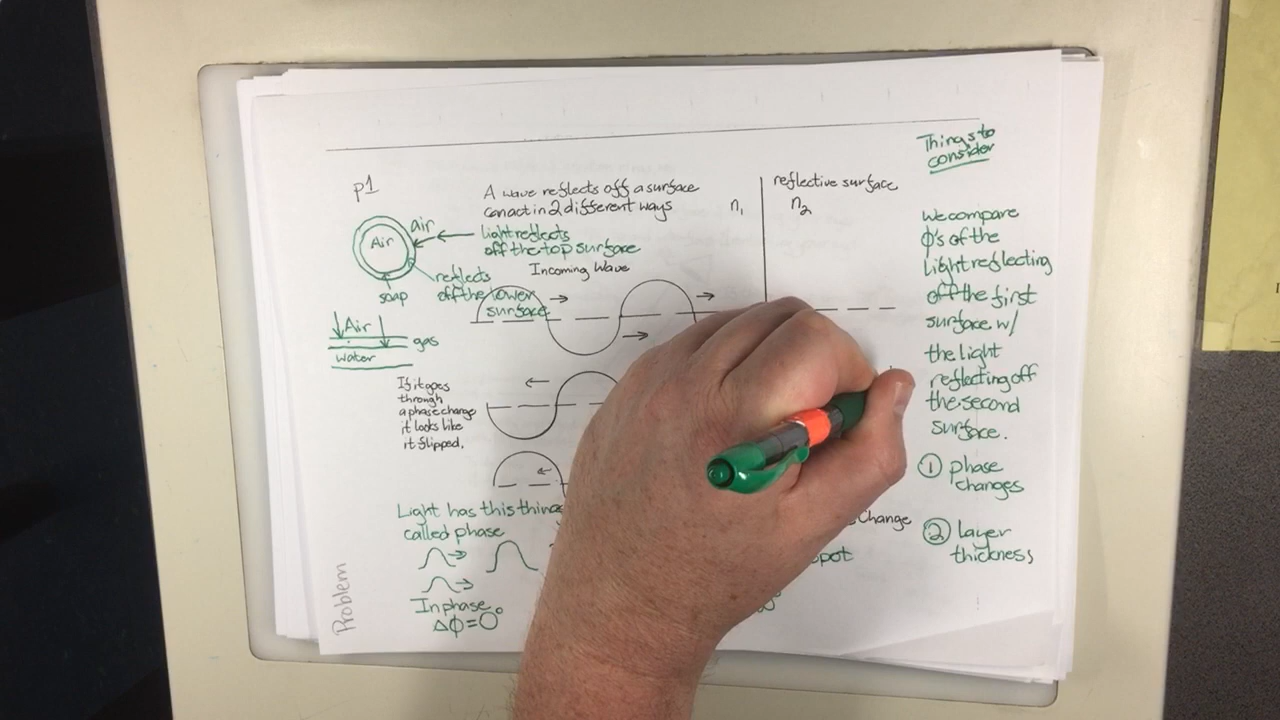 p1
Air
air
soap
Light reflects
off the top surface
reflects
off the lower
surface
Air
gas
water
A wave reflects off a surface
can act in 2 different ways
Incoming Wave
n1
reflective surface
n2
If it goes
through
a phase change
it looks like
it flipped.
Light has this thing
called phase
In phase
Δϕ=0°
Change
spot
Problem
Things to
consider
We compare
ϕ's of the
Light reflecting
off the first
surface w/
the light
reflecting off
the second
surface.
① phase
changes
② layer
thickness